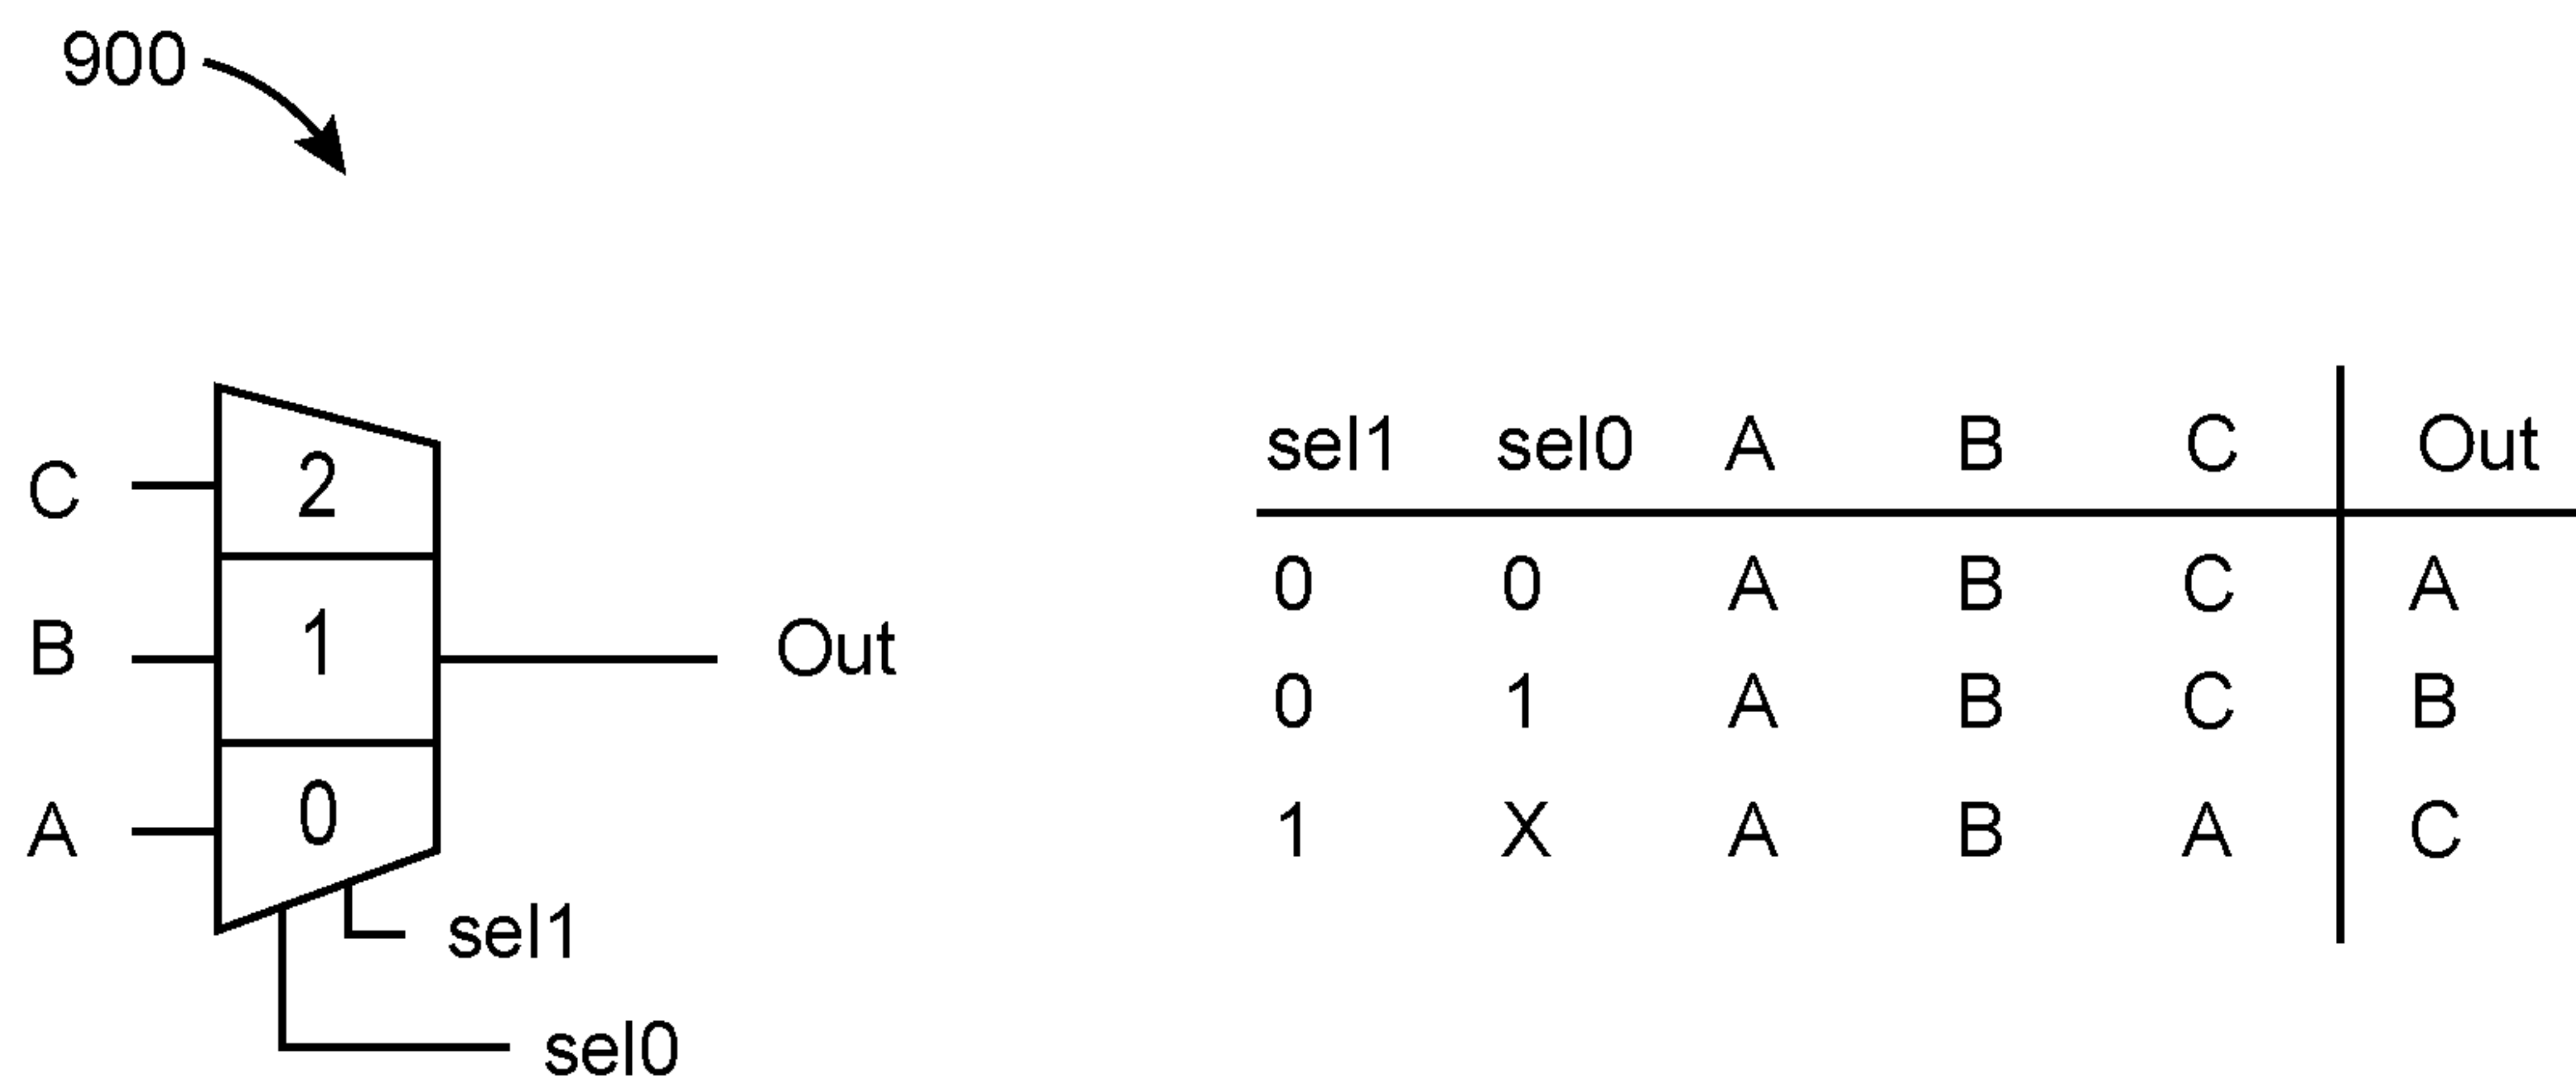 900
C 2
B 1 Out
A 0
sel1
sel0
sel1 sel0 A B C Out
0 0 A B C A
0 1 A B C B
1 X A B A C